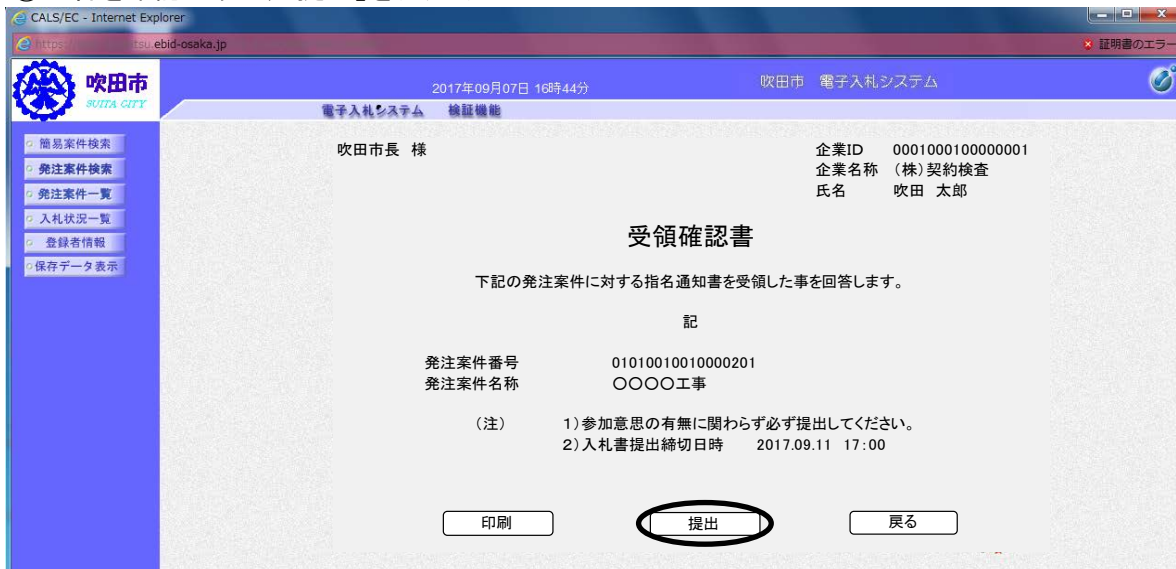 CALS/EC - Internet Explorer
ebid-osaka.jp
証明書のエラー
吹田市
SUITA CITY
2017年09月07日 16時44分
吹田市 電子入札システム
電子入札システム 検証機能
簡易案件検索
発注案件検索
発注案件一覧
入札状況一覧
登録者情報
保存データ表示
吹田市長 様
企業ID 0001000100000001
企業名称 (株)契約検査
氏名 吹田 太郎
受領確認書
下記の発注案件に対する指名通知書を受領した事を回答します。
記
発注案件番号 01010010010000201
発注案件名称 〇〇〇〇工事
(注) 1)参加意思の有無に関わらず必ず提出してください。
2)入札書提出締切日時 2017.09.11 17:00
印刷 提出 戻る